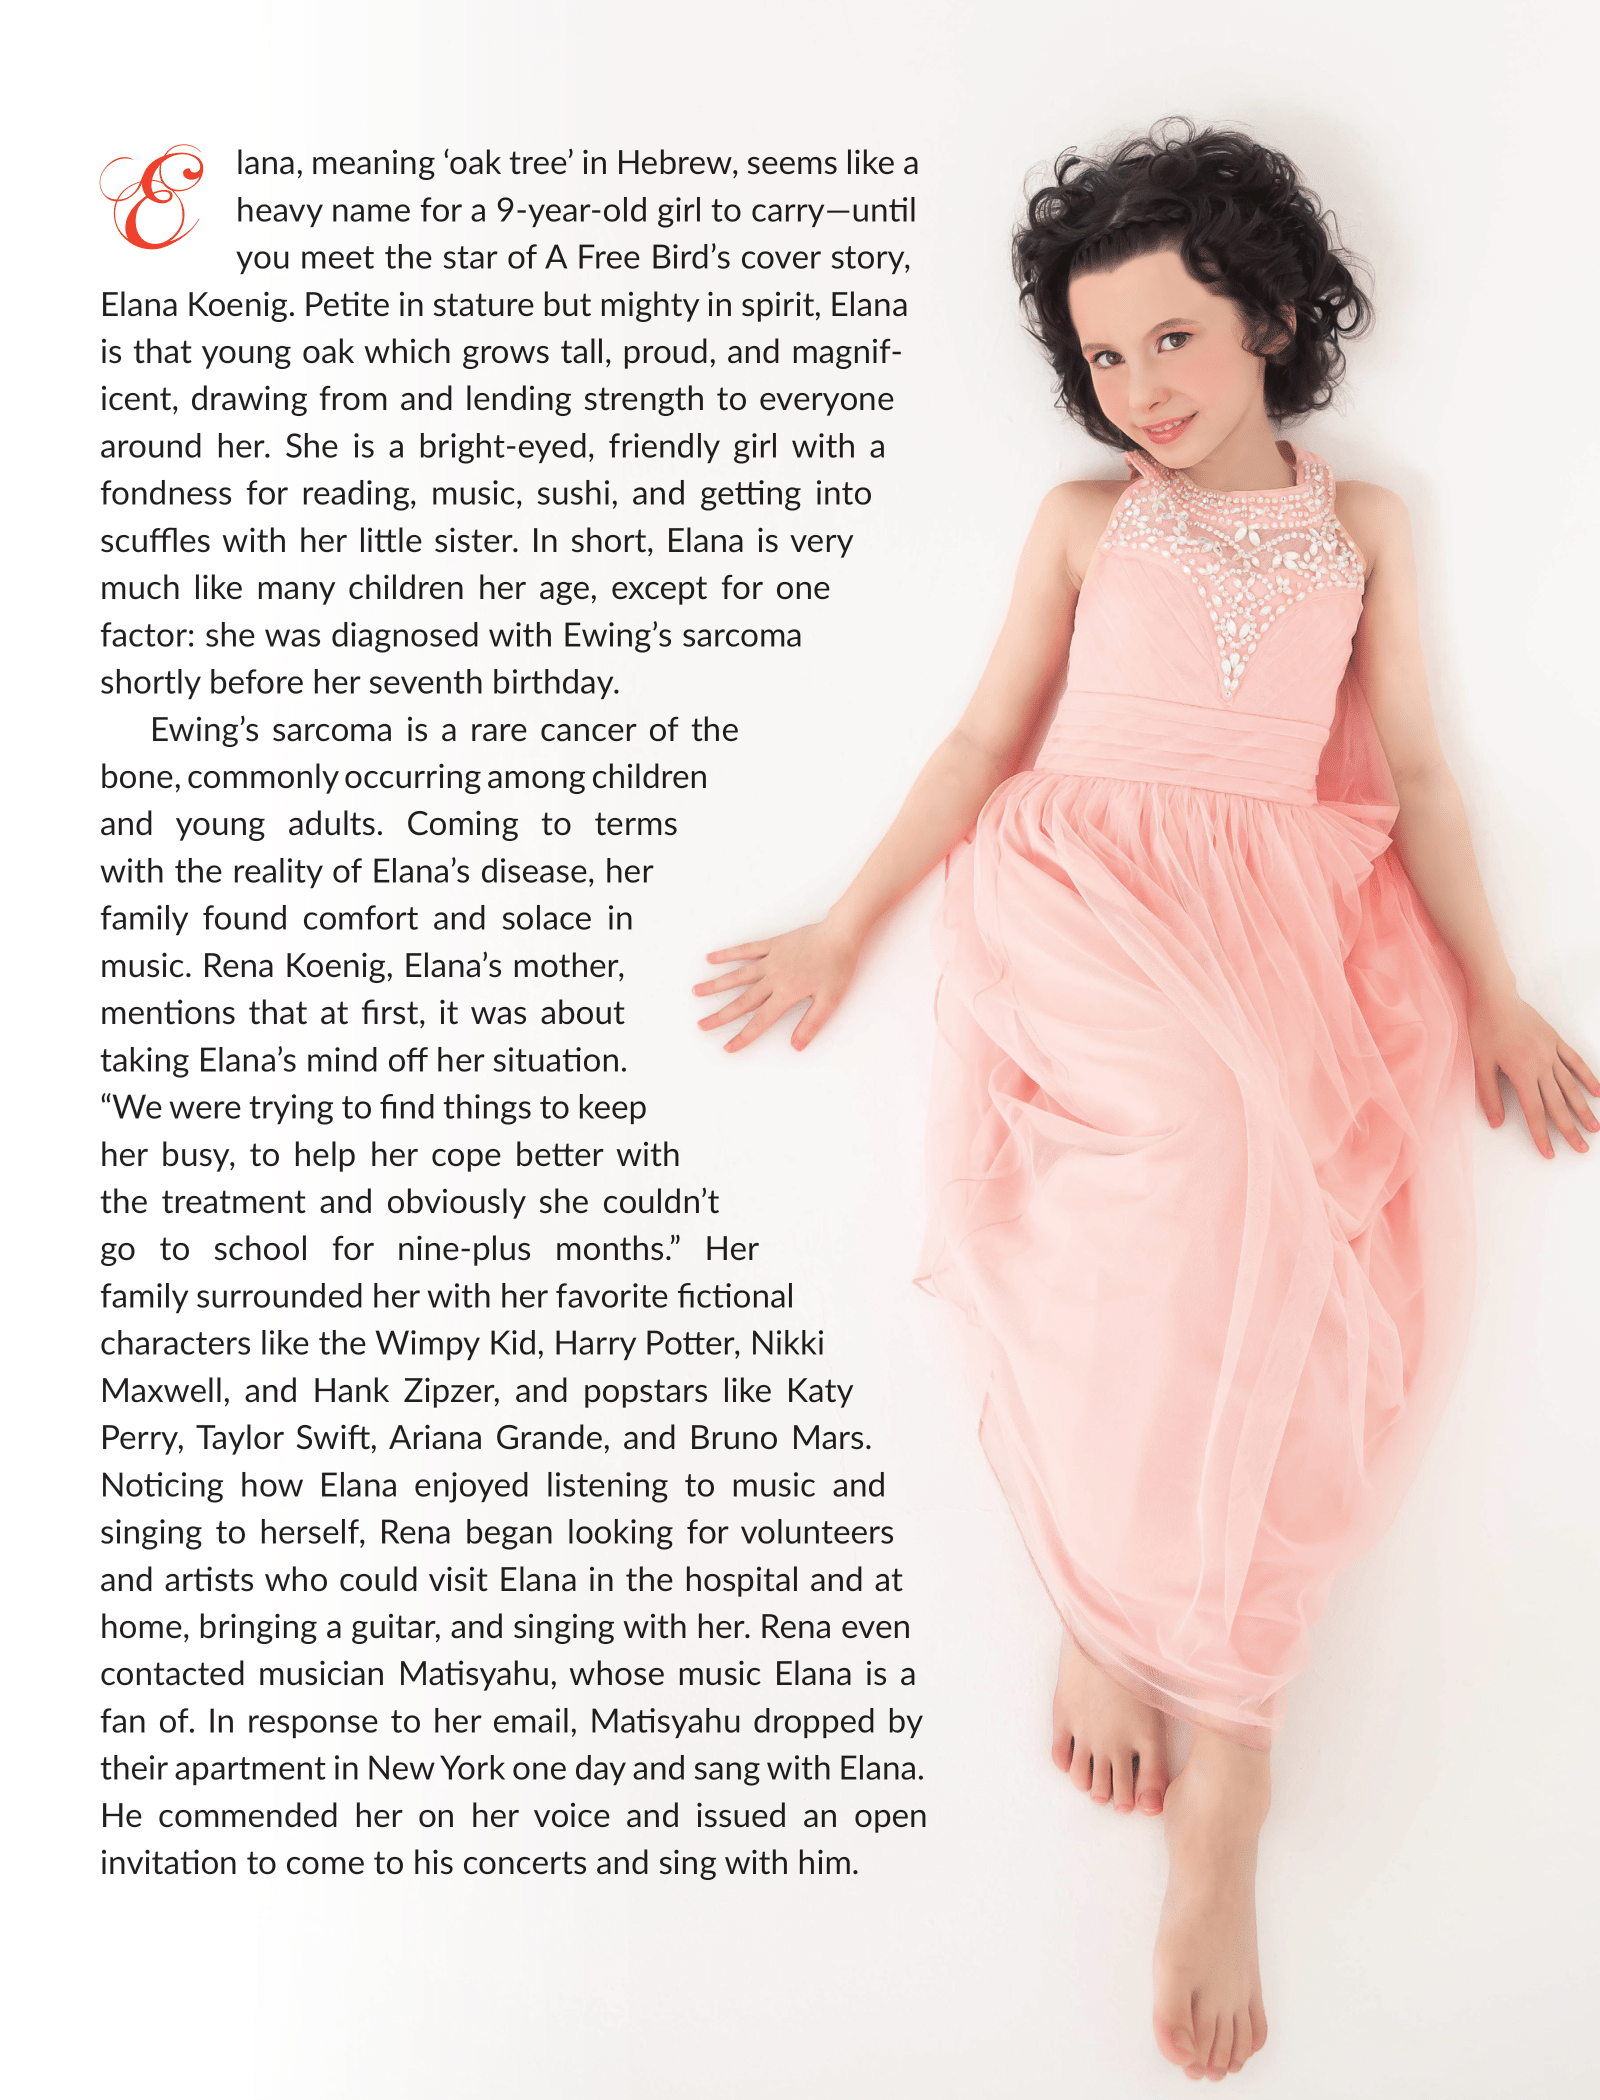 Elana, meaning ‘oak tree’ in Hebrew, seems like a
heavy name for a 9-year-old girl to carry—until
you meet the star of A Free Bird’s cover story,
Elana Koenig. Petite in stature but mighty in spirit, Elana
is that young oak which grows tall, proud, and magnif-
icent, drawing from and lending strength to everyone
around her. She is a bright-eyed, friendly girl with a
fondness for reading, music, sushi, and getting into
scuffles with her little sister. In short, Elana is very
much like many children her age, except for one
factor: she was diagnosed with Ewing’s sarcoma
shortly before her seventh birthday.
Ewing’s sarcoma is a rare cancer of the
bone, commonly occurring among children
and young adults. Coming to terms
with the reality of Elana’s disease, her
family found comfort and solace in
music. Rena Koenig, Elana’s mother,
mentions that at first, it was about
taking Elana’s mind off her situation.
“We were trying to find things to keep
her busy, to help her cope better with
the treatment and obviously she couldn’t
go to school for nine-plus months.” Her
family surrounded her with her favorite fictional
characters like the Wimpy Kid, Harry Potter, Nikki
Maxwell, and Hank Zipzer, and popstars like Katy
Perry, Taylor Swift, Ariana Grande, and Bruno Mars.
Noticing how Elana enjoyed listening to music and
singing to herself, Rena began looking for volunteers
and artists who could visit Elana in the hospital and at
home, bringing a guitar, and singing with her. Rena even
contacted musician Matisyahu, whose music Elana is a
fan of. In response to her email, Matisyahu dropped by
their apartment in New York one day and sang with Elana.
He commended her on her voice and issued an open
invitation to come to his concerts and sing with him.